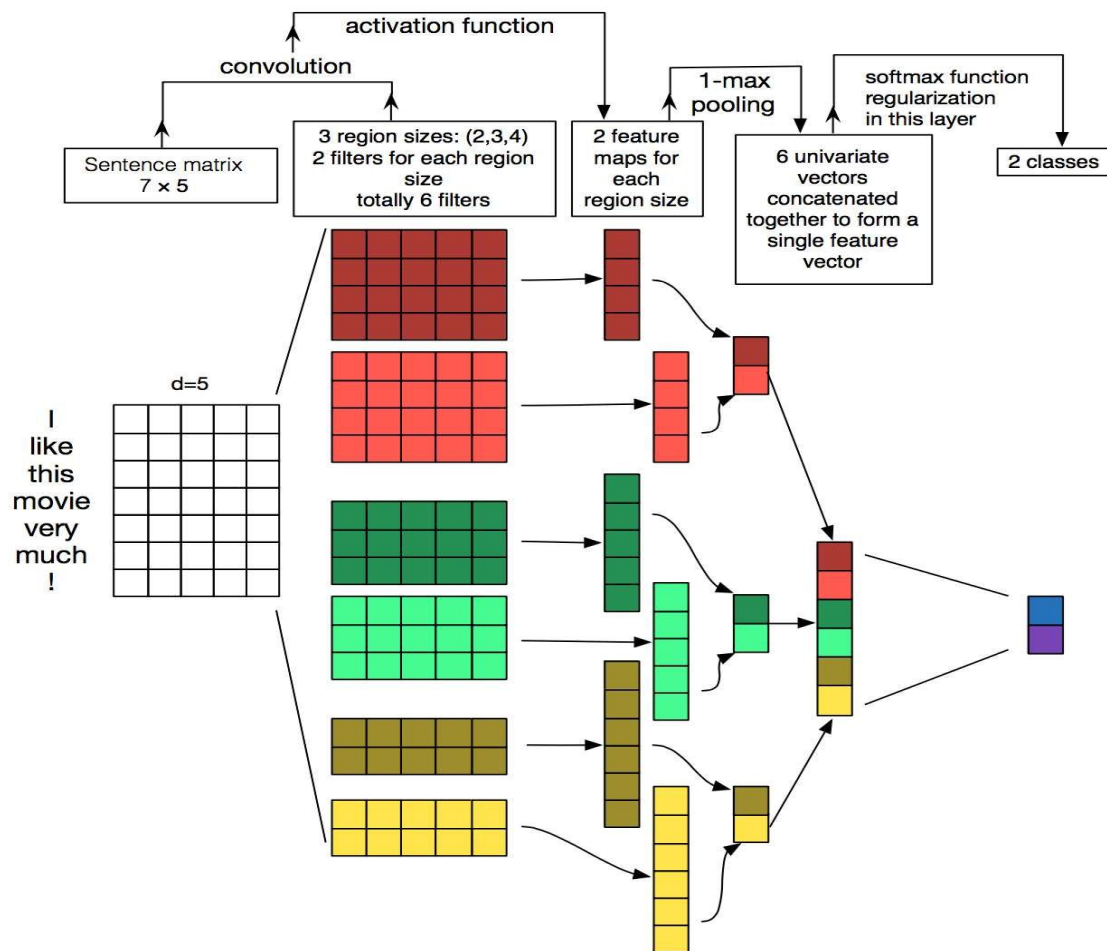 activation function
convolution
1-max
pooling
softmax function
regularization
in this layer
Sentence matrix
7 × 5
3 region sizes: (2,3,4)
2 filters for each region
size
totally 6 filters
2 feature
maps for
each
region size
6 univariate
vectors
concatenated
together to form a
single feature
vector
2 classes
d=5
I
like
this
movie
very
much
!